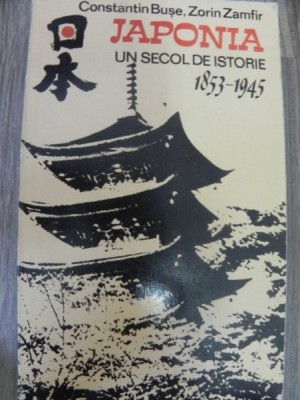 Constantin Bușe, Zorin Zamfir
日本
JAPONIA
UN SECOL DE ISTORIE
1853-1945